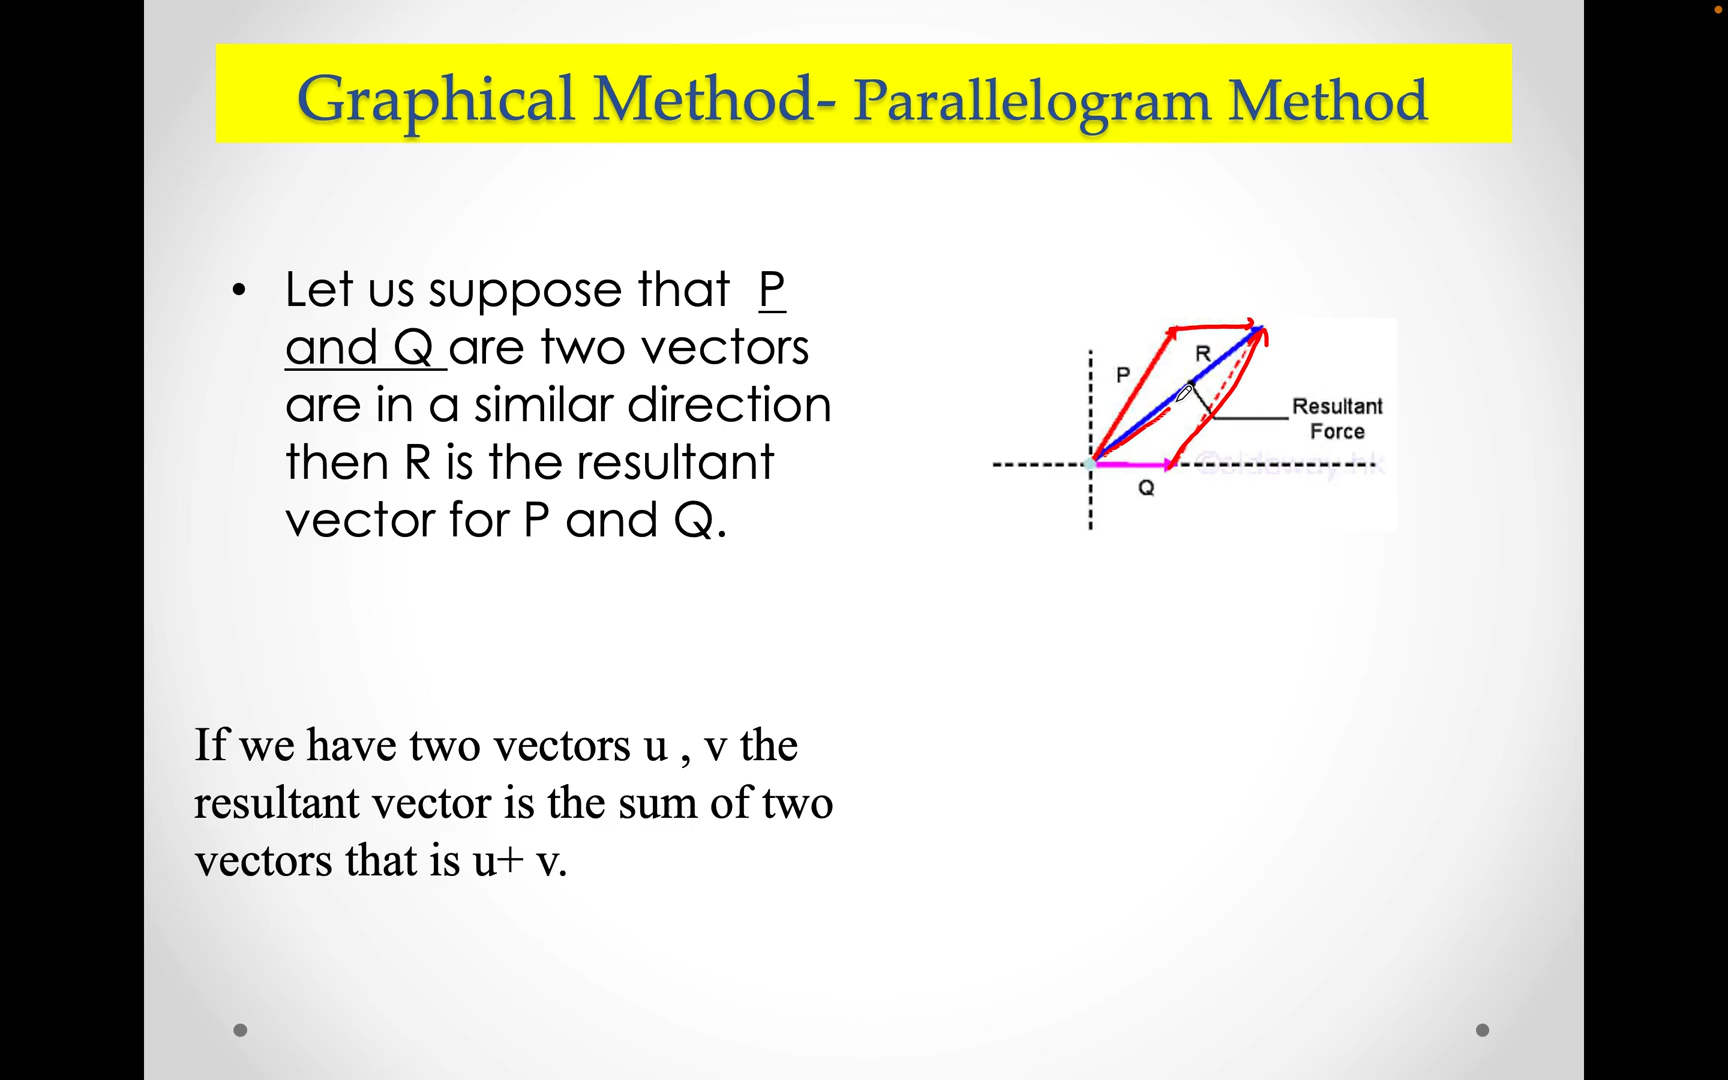 Graphical Method- Parallelogram Method
• Let us suppose that P
and Q are two vectors
are in a similar direction
then R is the resultant
vector for P and Q.
P
R
Resultant
Force
Q
If we have two vectors u , v the
resultant vector is the sum of two
vectors that is u+ v.